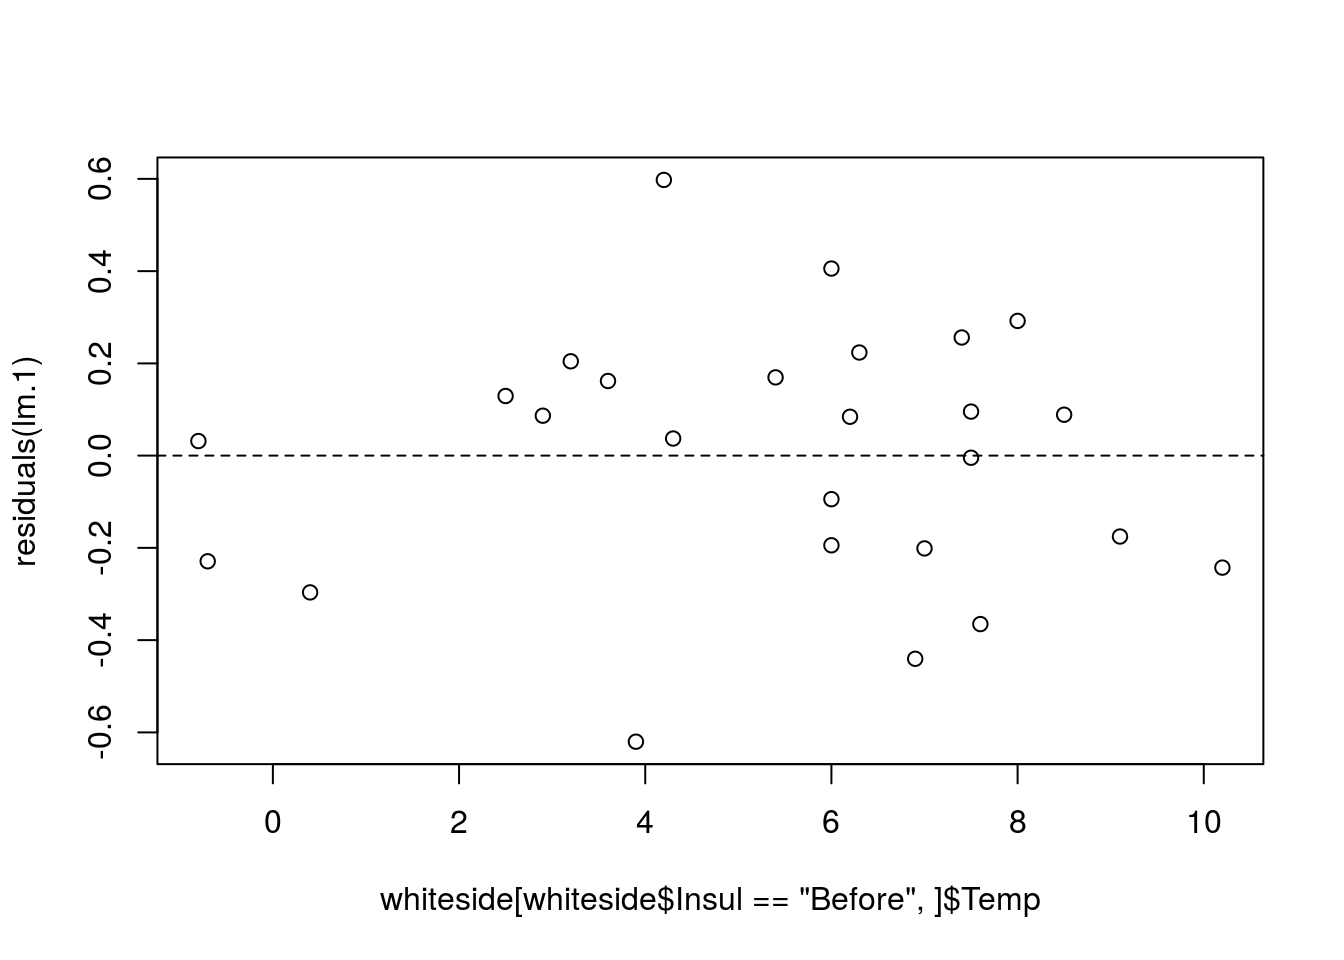 0.6
0.4
0.2
0.0
-0.2
-0.4
-0.6
residuals(lm.1)
0 2 4 6 8 10
whiteside[whiteside$Insul == "Before", ]$Temp